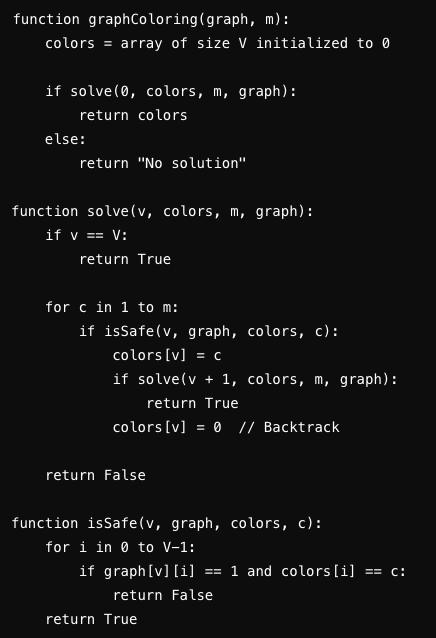 function graphColoring(graph, m):
    colors = array of size V initialized to 0

    if solve(0, colors, m, graph):
        return colors
    else:
        return "No solution"

function solve(v, colors, m, graph):
    if v == V:
        return True

    for c in 1 to m:
        if isSafe(v, graph, colors, c):
            colors[v] = c
            if solve(v + 1, colors, m, graph):
                return True
            colors[v] = 0  // Backtrack

    return False

function isSafe(v, graph, colors, c):
    for i in 0 to V-1:
        if graph[v][i] == 1 and colors[i] == c:
            return False
    return True